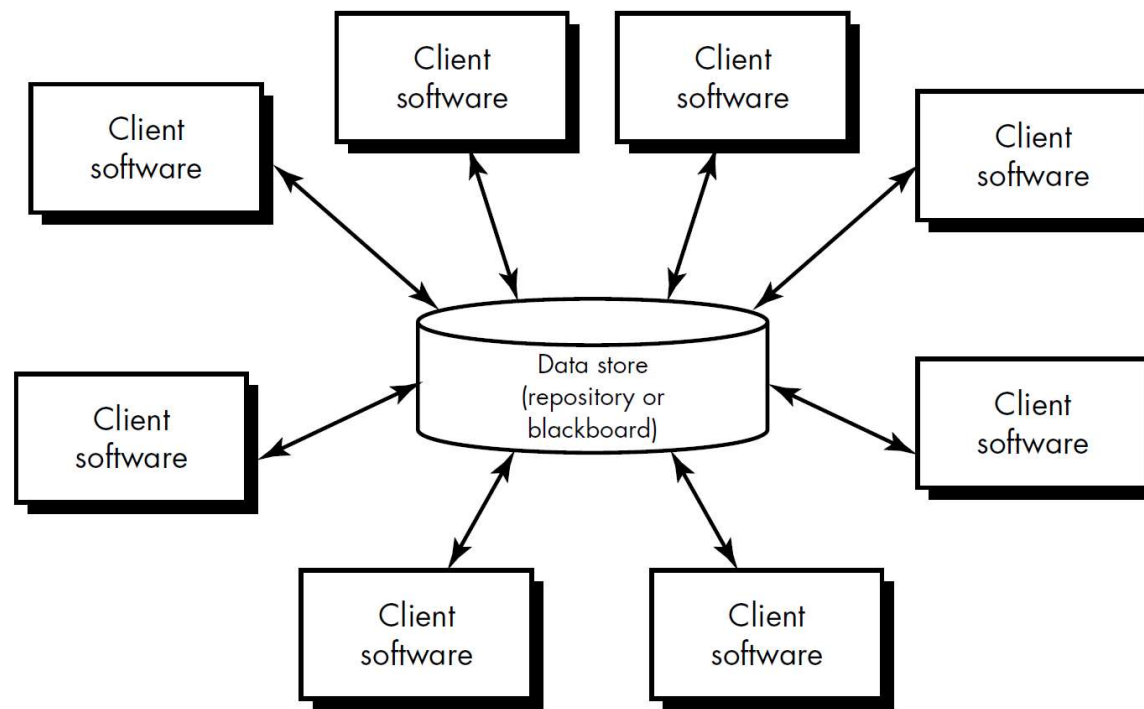 Client
software
Client
software
Client
software
Client
software
Data store
(repository or
blackboard)
Client
software
Client
software
Client
software
Client
software